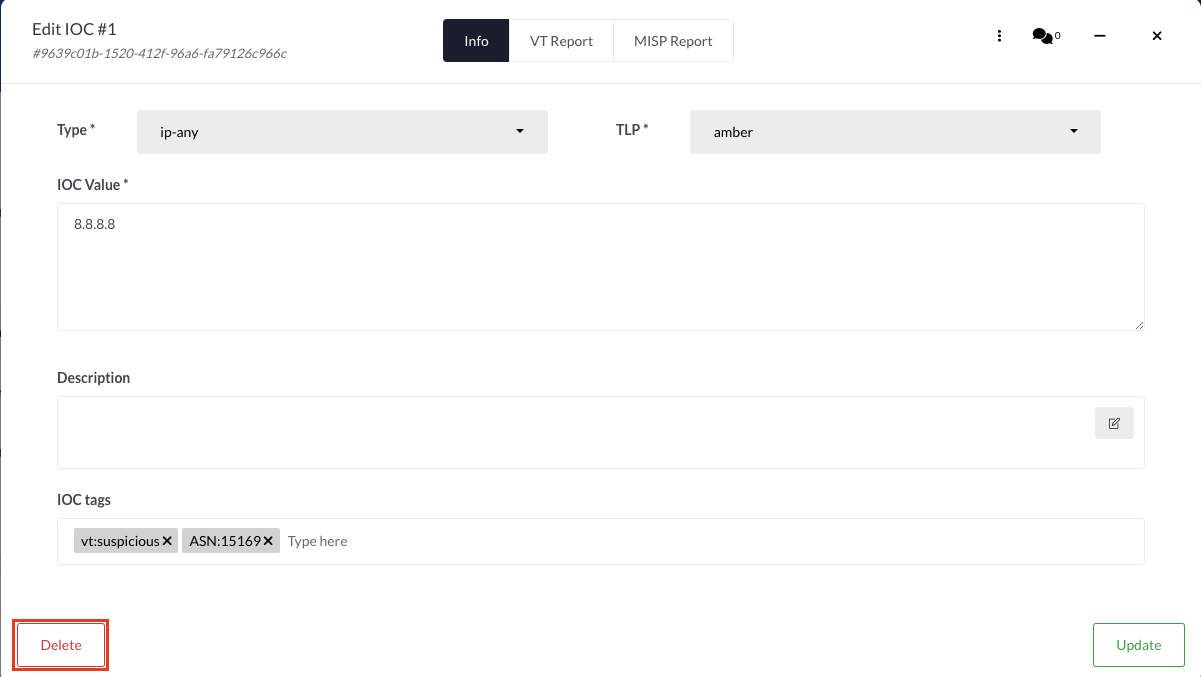 Edit IOC #1
#9639c01b-1520-412f-96a6-fa79126c966c
Info VT Report MISP Report
0
Type * ip-any TLP * amber
IOC Value *
8.8.8.8
Description
IOC tags
vt:suspicious ASN:15169 Type here
Delete Update